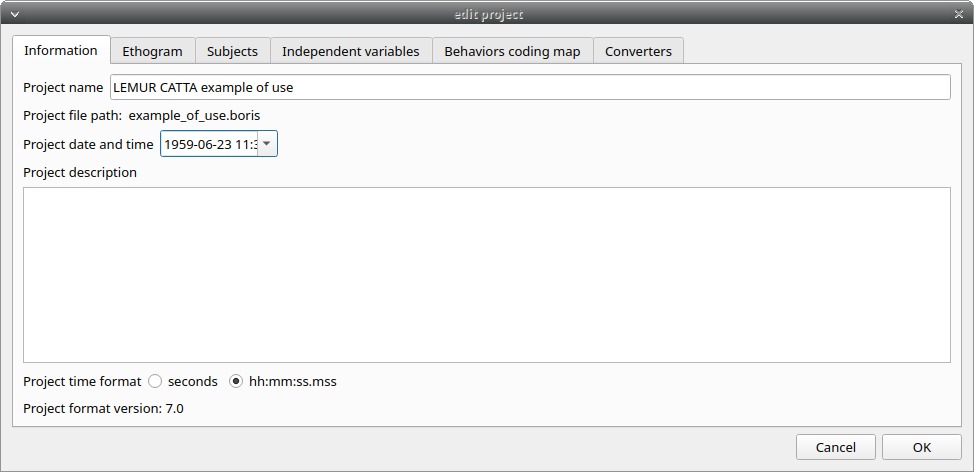 edit project
Information Ethogram Subjects Independent variables Behaviors coding map Converters
Project name LEMUR CATTA example of use
Project file path: example_of_use.boris
Project date and time 1959-06-23 11:3
Project description
Project time format seconds hh:mm:ss.mss
Project format version: 7.0
Cancel OK